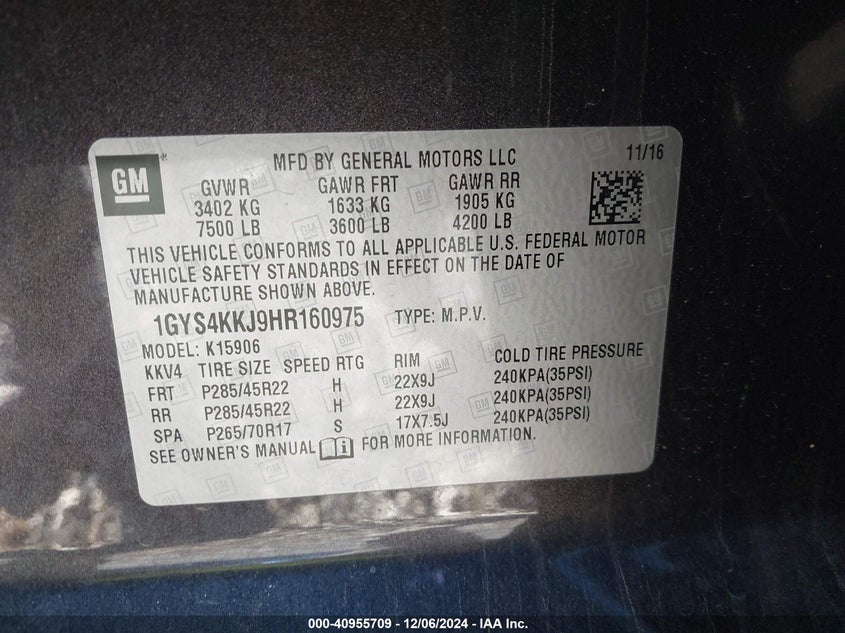 GM
MFD BY GENERAL MOTORS LLC 11/16
GVWR GAWR FRT GAWR RR
3402 KG 1633 KG 1905 KG
7500 LB 3600 LB 4200 LB
THIS VEHICLE CONFORMS TO ALL APPLICABLE U.S. FEDERAL MOTOR
VEHICLE SAFETY STANDARDS IN EFFECT ON THE DATE OF
MANUFACTURE SHOWN ABOVE.
1GYS4KKJ9HR160975 TYPE: M.P.V.
MODEL: K15906
KKV4 TIRE SIZE SPEED RTG RIM COLD TIRE PRESSURE
FRT P285/45R22 H 22X9J 240KPA(35PSI)
RR P285/45R22 H 22X9J 240KPA(35PSI)
SPA P265/70R17 S 17X7.5J 240KPA(35PSI)
SEE OWNER'S MANUAL FOR MORE INFORMATION.
000-40955709 - 12/06/2024 - IAA Inc.